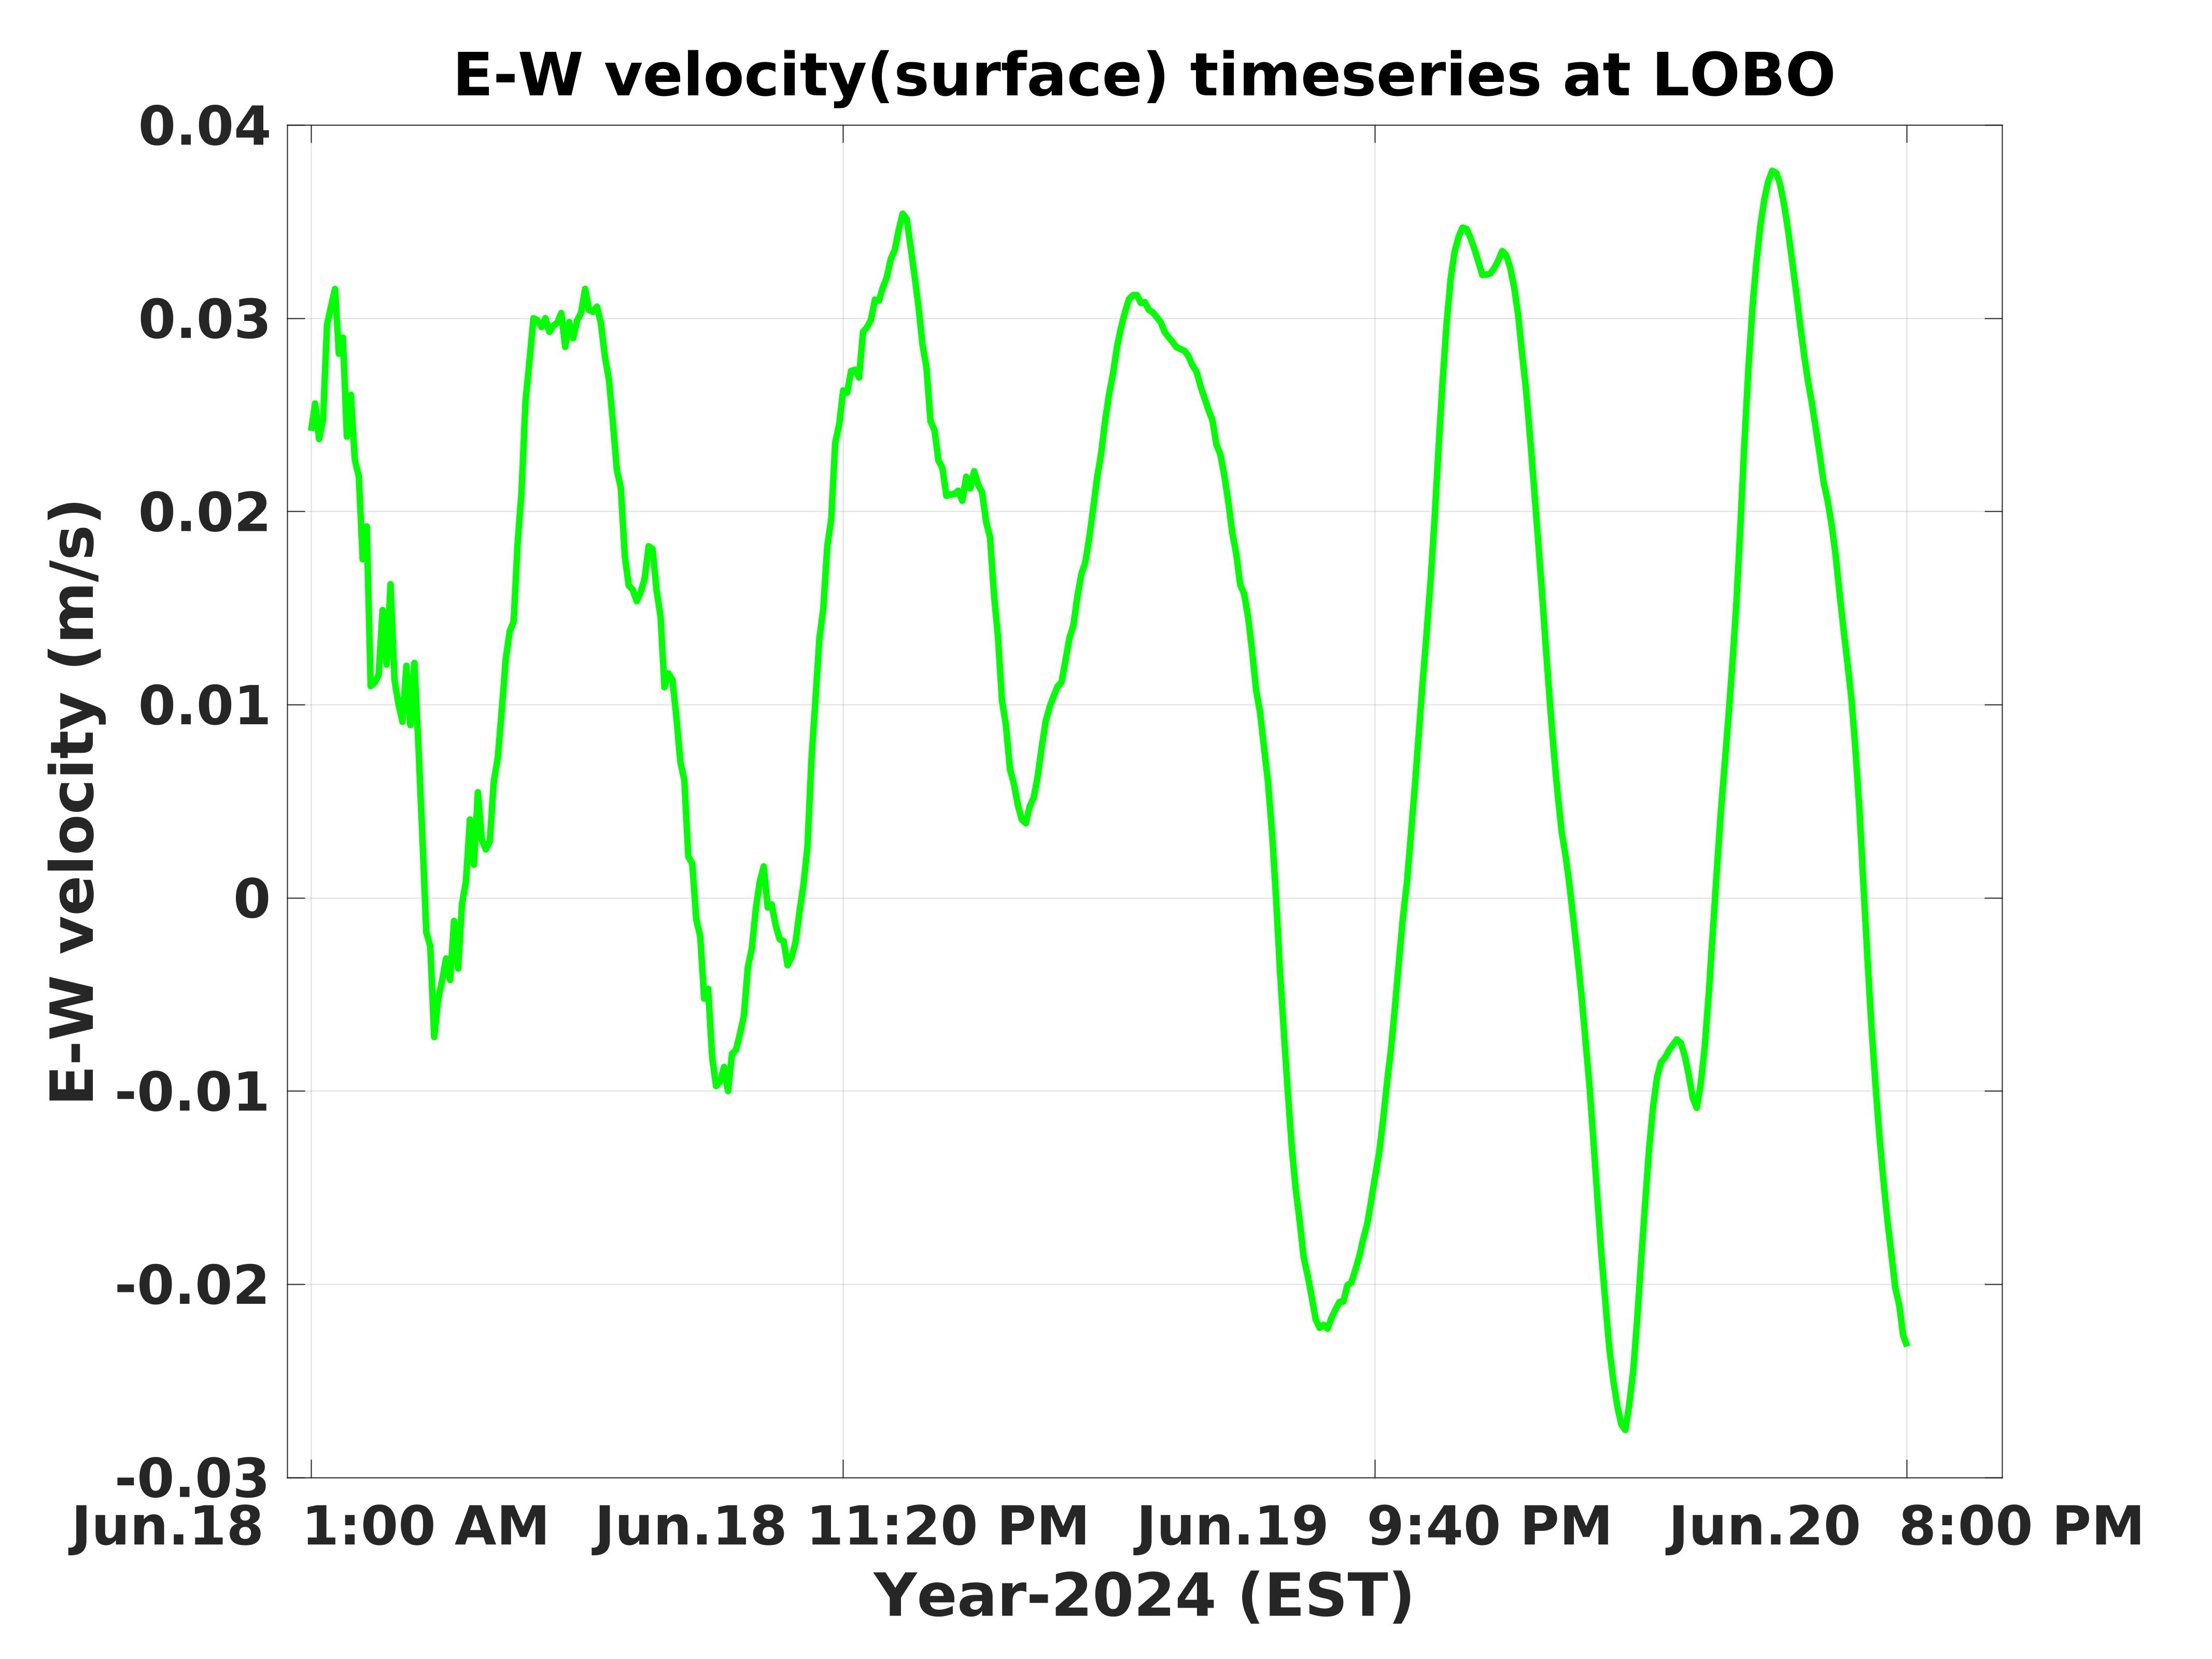 E-W velocity(surface) timeseries at LOBO
0.04
0.03
0.02
0.01
0
-0.01
-0.02
-0.03
E-W velocity (m/s)
Jun.18 1:00 AM Jun.18 11:20 PM Jun.19 9:40 PM Jun.20 8:00 PM
Year-2024 (EST)